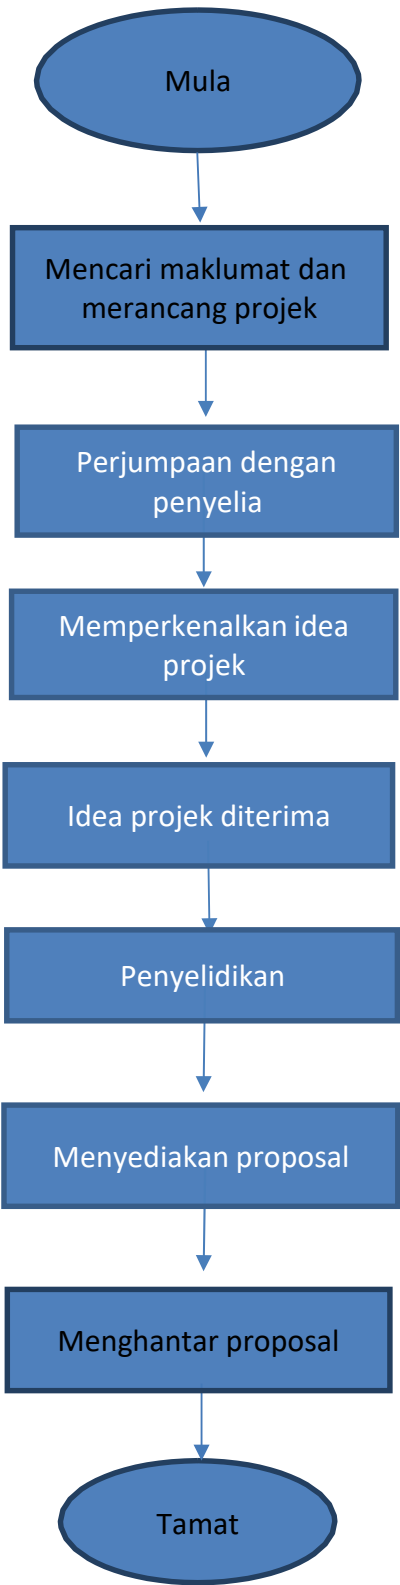 Mula
Mencari maklumat dan
merancang projek
Perjumpaan dengan
penyelia
Memperkenalkan idea
projek
Idea projek diterima
Penyelidikan
Menyediakan proposal
Menghantar proposal
Tamat